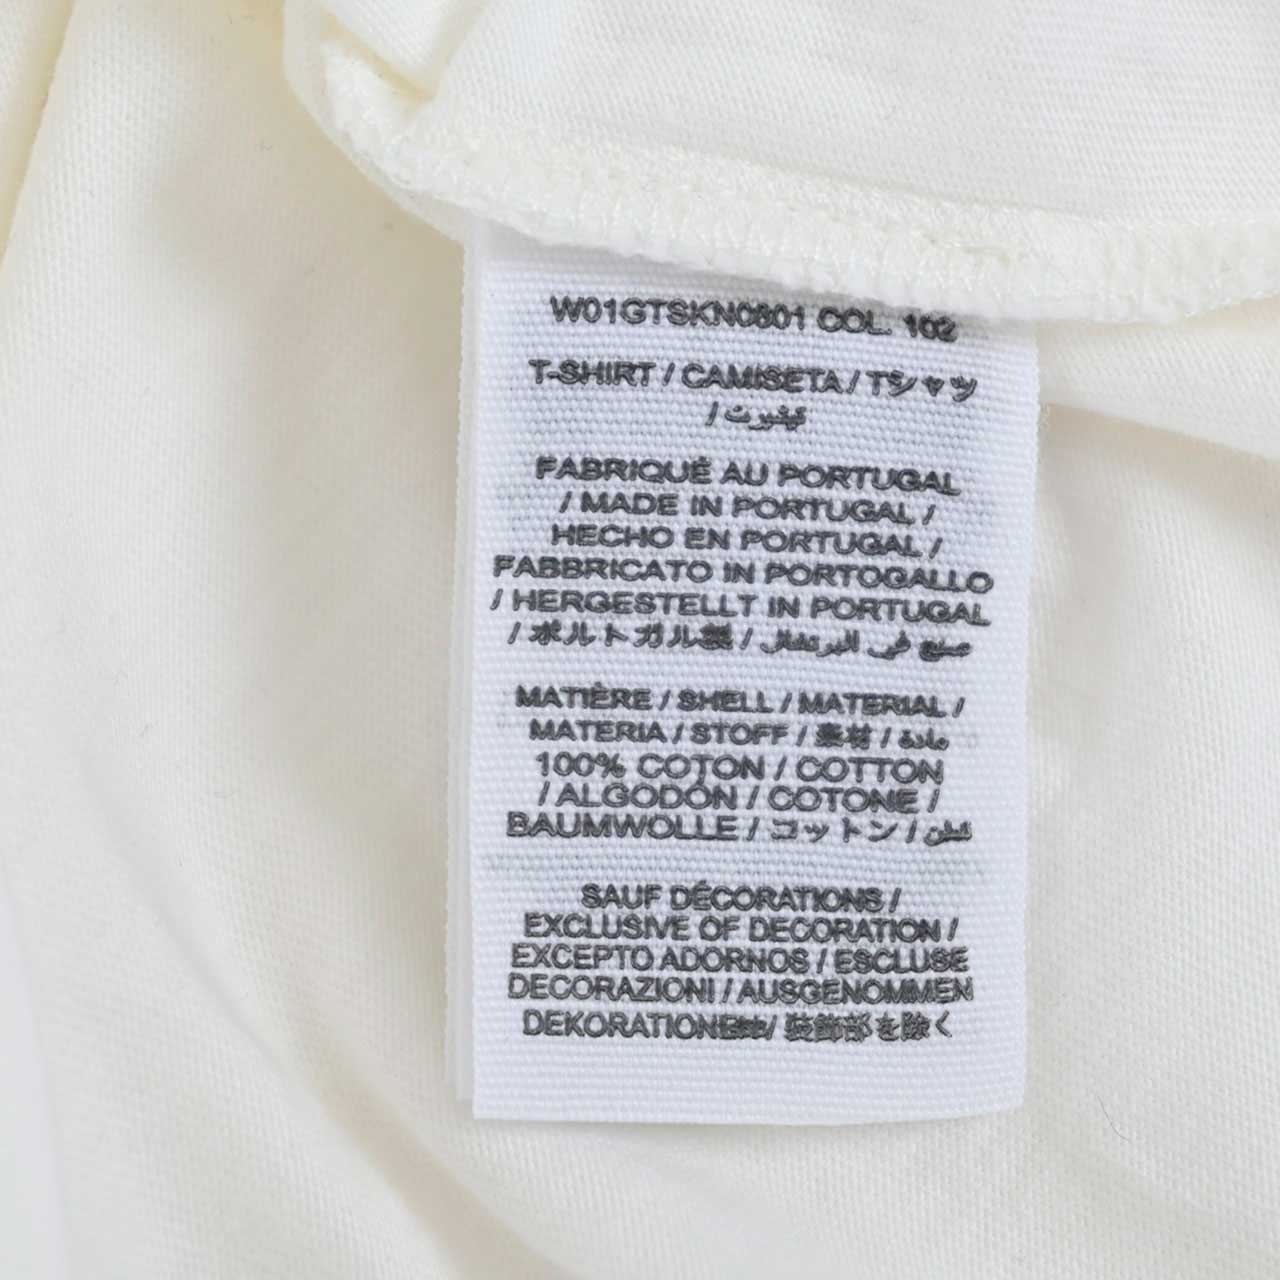 W01GTSKN0801 COL. 102
T-SHIRT / CAMISETA / Tシャツ
/ تيشيرت
FABRIQUÉ AU PORTUGAL
/ MADE IN PORTUGAL /
HECHO EN PORTUGAL /
FABBRICATO IN PORTOGALLO
/ HERGESTELLT IN PORTUGAL
/ ポルトガル製 / صنع في البرتغال
MATIÈRE / SHELL / MATERIAL /
MATERIA / STOFF / 素材 / مادة
100% COTON / COTTON
/ ALGODÓN / COTONE /
BAUMWOLLE / コットン / قطن
SAUF DÉCORATIONS /
EXCLUSIVE OF DECORATION /
EXCEPTO ADORNOS / ESCLUSE
DECORAZIONI / AUSGENOMMEN
DEKORATIONEN / 装飾部を除く